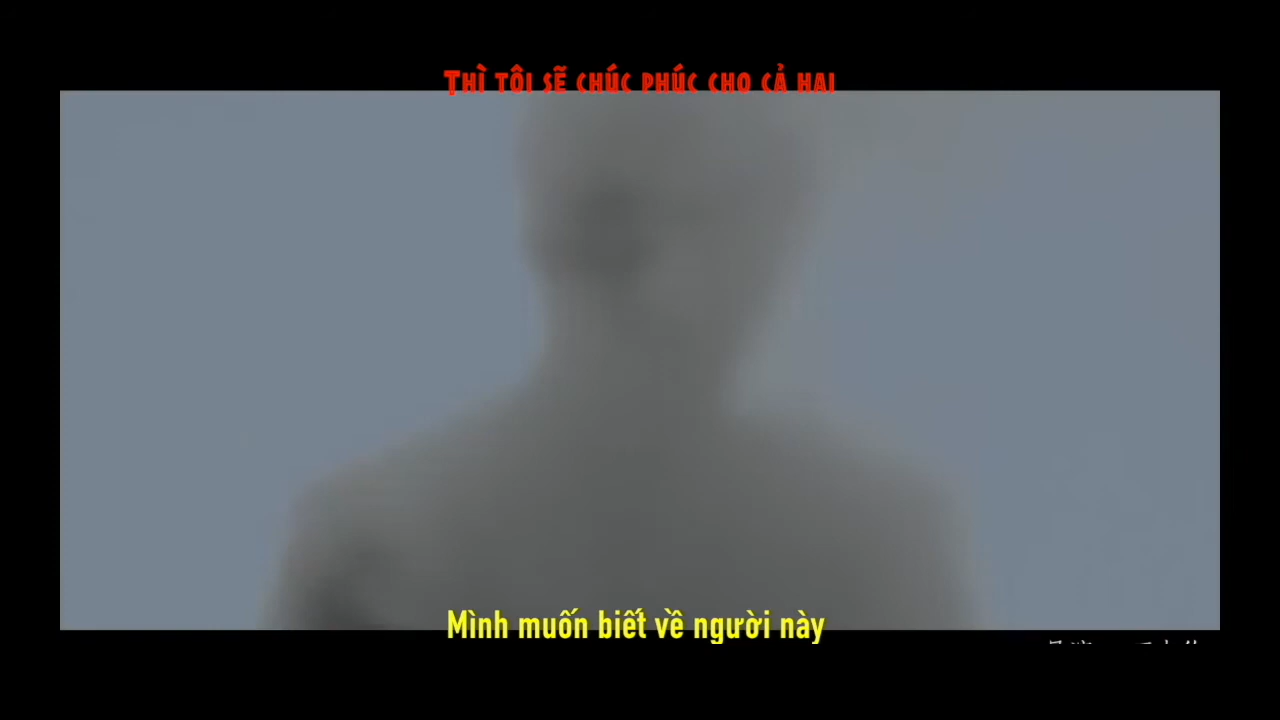 Thì tôi sẽ chúc phúc cho cả hai
Mình muốn biết về người này